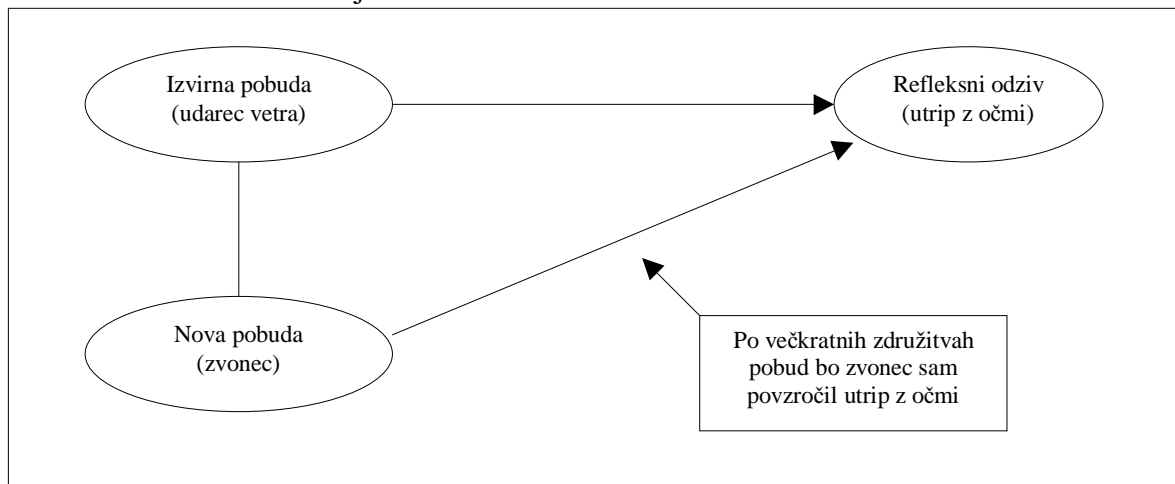 Izvirna pobuda
(udarec vetra)
Refleksni odziv
(utrip z očmi)
Nova pobuda
(zvonec)
Po večkratnih združitvah
pobud bo zvonec sam
povzročil utrip z očmi